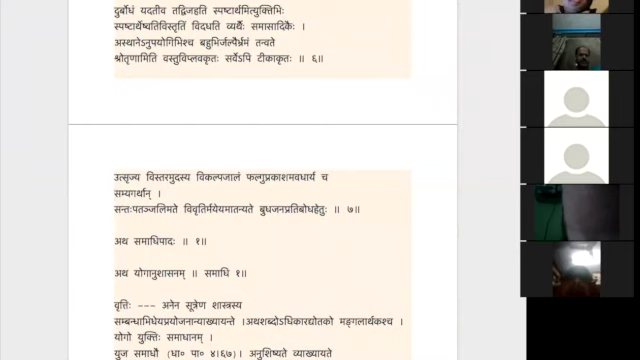 दुर्बोधं यदतीव तद्विजहति स्पष्टार्थमित्युक्तिभिः
स्पष्टार्थेष्वतिविस्तृतिं विदधति व्यर्थैः समासादिकैः ।
अस्थानेऽनुपयोगिभिश्च बहुभिर्जल्पैर्भ्रमं तन्वते
श्रोतृणामिति वस्तुविप्लवकृतः सर्वेऽपि टीकाकृतः ॥ ६॥
उत्सृज्य विस्तरमुदस्य विकल्पजालं फल्गुप्रकाशमवधार्य च
सम्यगर्थान् ।
सन्तःपतञ्जलिमते विवृतिर्मयेयमातन्यते बुधजनप्रतिबोधहेतुः ॥ ७॥
अथ समाधिपादः ॥ १॥
अथ योगानुशासनम् ॥ समाधि १॥
वृत्तिः --- अनेन सूत्रेण शास्त्रस्य
सम्बन्धाभिधेयप्रयोजनान्याख्यायन्ते ।अथशब्दोऽधिकारद्योतको मङ्गलार्थकश्च ।
योगो युक्तिः समाधानम् ।
युज समाधौ (धा० पा० ४।६७) । अनुशिष्यते व्याख्यायते